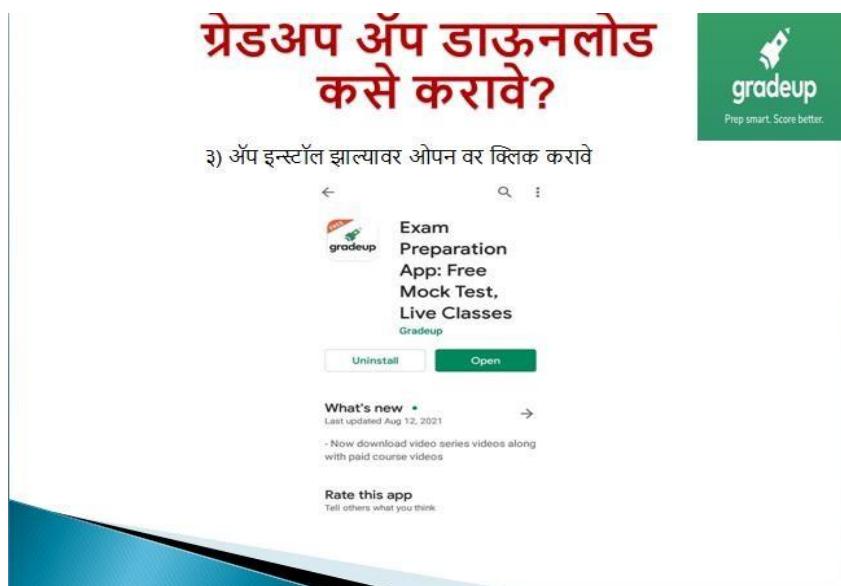 ग्रेडअप ॲप डाऊनलोड
कसे करावे?
gradeup
Prep smart. Score better.
३) ॲप इन्स्टॉल झाल्यावर ओपन वर क्लिक करावे
FREE
gradeup
Exam
Preparation
App: Free
Mock Test,
Live Classes
Gradeup
Uninstall
Open
What's new •
Last updated Aug 12, 2021
- Now download video series videos along
with paid course videos
Rate this app
Tell others what you think